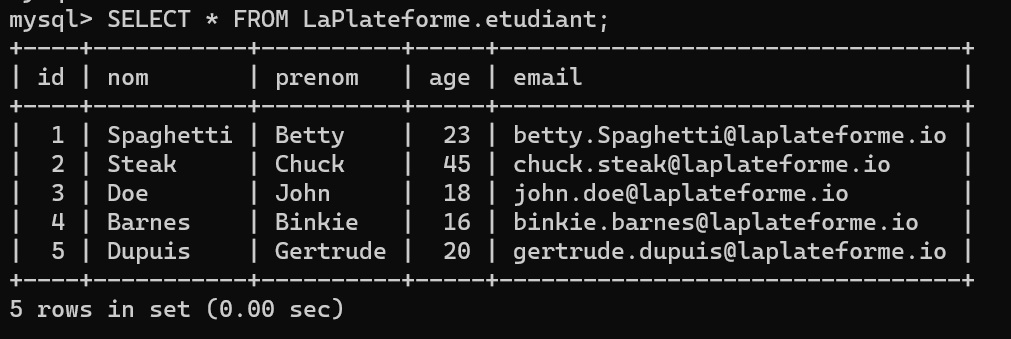 mysql> SELECT * FROM LaPlateforme.etudiant;
+----+-----------+----------+-----+---------------------------------+
| id | nom       | prenom   | age | email                           |
+----+-----------+----------+-----+---------------------------------+
|  1 | Spaghetti | Betty    |  23 | betty.Spaghetti@laplateforme.io |
|  2 | Steak     | Chuck    |  45 | chuck.steak@laplateforme.io     |
|  3 | Doe       | John     |  18 | john.doe@laplateforme.io        |
|  4 | Barnes    | Binkie   |  16 | binkie.barnes@laplateforme.io   |
|  5 | Dupuis    | Gertrude |  20 | gertrude.dupuis@laplateforme.io |
+----+-----------+----------+-----+---------------------------------+
5 rows in set (0.00 sec)